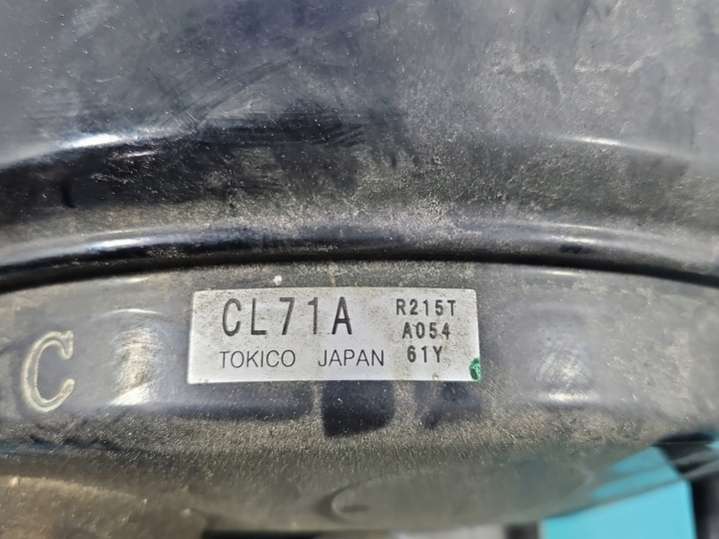 C
CL71A R215T
A054
TOKICO JAPAN 61Y